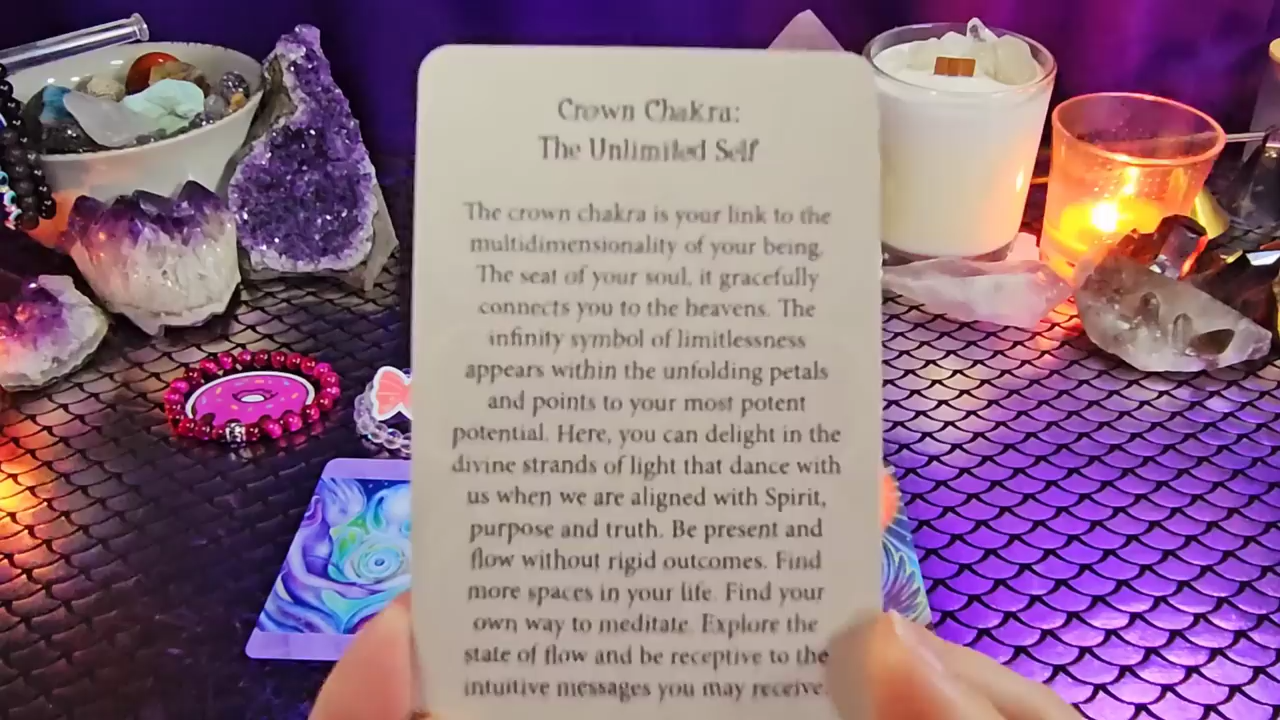 Crown Chakra:
The Unlimited Self
The crown chakra is your link to the
multidimensionality of your being.
The seat of your soul, it gracefully
connects you to the heavens. The
infinity symbol of limitlessness
appears within the unfolding petals
and points to your most potent
potential. Here, you can delight in the
divine strands of light that dance with
us when we are aligned with Spirit,
purpose and truth. Be present and
flow without rigid outcomes. Find
more spaces in your life. Find your
own way to meditate. Explore the
state of flow and be receptive to the
intuitive messages you may receive.